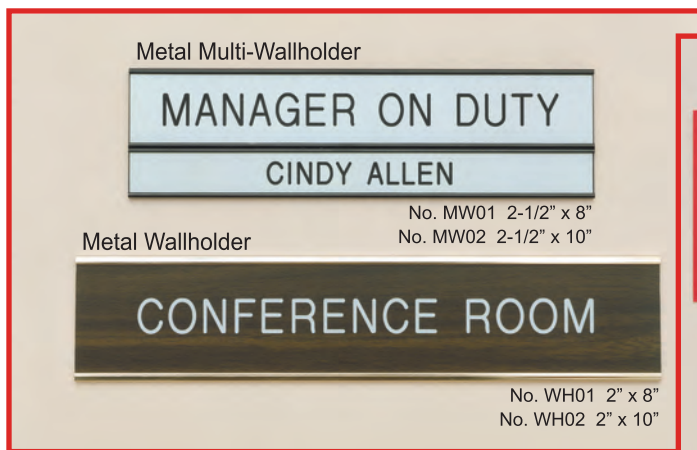 Metal Multi-Wallholder
MANAGER ON DUTY
CINDY ALLEN
No. MW01 2-1/2” x 8”
No. MW02 2-1/2” x 10”
Metal Wallholder
CONFERENCE ROOM
No. WH01 2” x 8”
No. WH02 2” x 10”